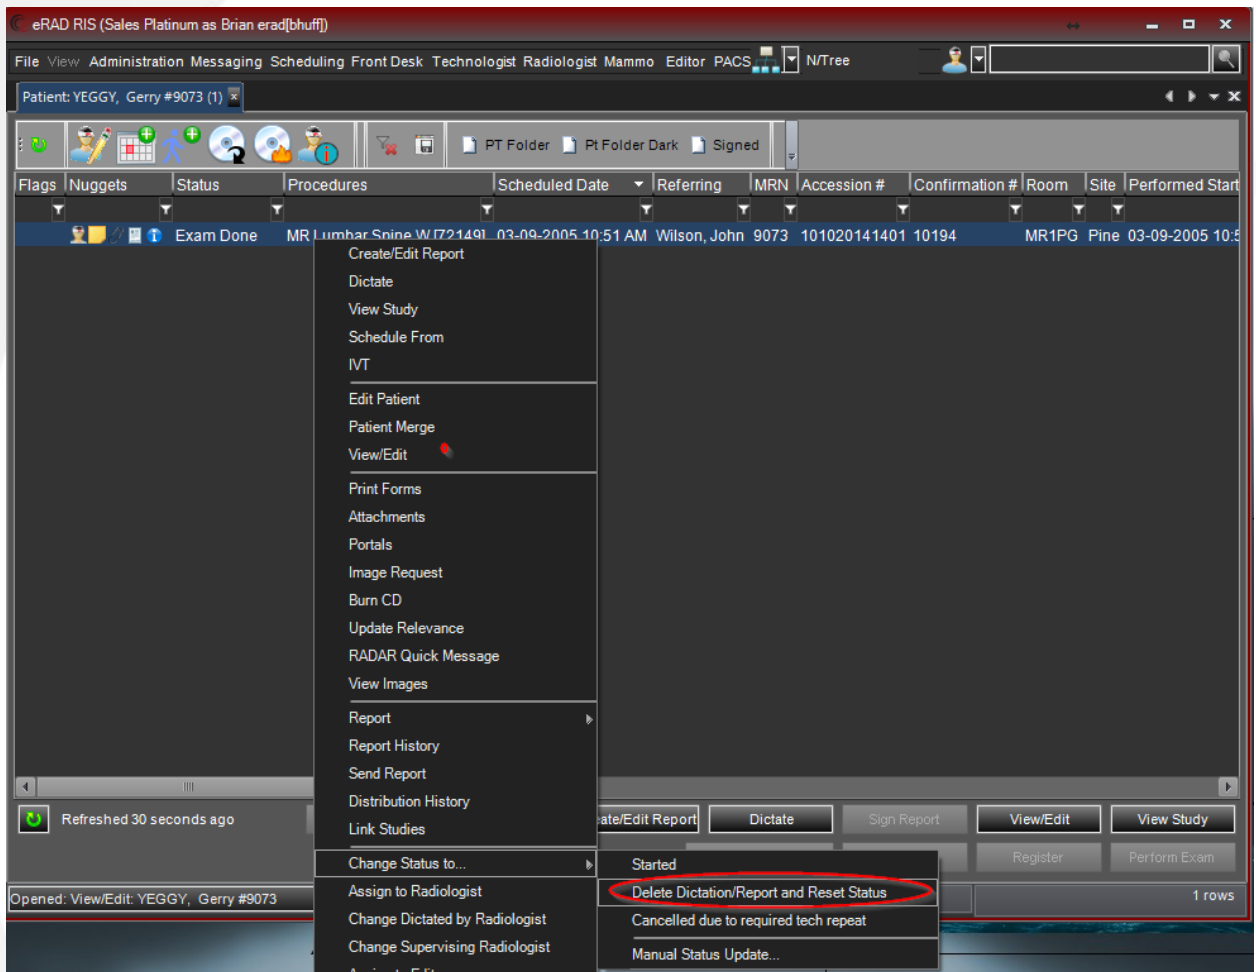 eRAD RIS (Sales Platinum as Brian erad[bhuff])
File View Administration Messaging Scheduling Front Desk Technologist Radiologist Mammo Editor PACS N/Tree
Patient: YEGGY, Gerry #9073 (1)
PT Folder Pt Folder Dark Signed
Flags Nuggets Status Procedures Scheduled Date Referring MRN Accession # Confirmation # Room Site Performed Start
Exam Done MR Lumbar Spine W [72149] 03-09-2005 10:51 AM Wilson, John 9073 101020141401 10194 MR1PG Pine 03-09-2005 10:5
Create/Edit Report
Dictate
View Study
Schedule From
IVT
Edit Patient
Patient Merge
View/Edit
Print Forms
Attachments
Portals
Image Request
Burn CD
Update Relevance
RADAR Quick Message
View Images
Report
Report History
Send Report
Distribution History
Link Studies
Change Status to...
Assign to Radiologist
Change Dictated by Radiologist
Change Supervising Radiologist
Started
Delete Dictation/Report and Reset Status
Cancelled due to required tech repeat
Manual Status Update...
Refreshed 30 seconds ago
ate/Edit Report Dictate Sign Report View/Edit View Study
Register Perform Exam
Opened: View/Edit: YEGGY, Gerry #9073
1 rows